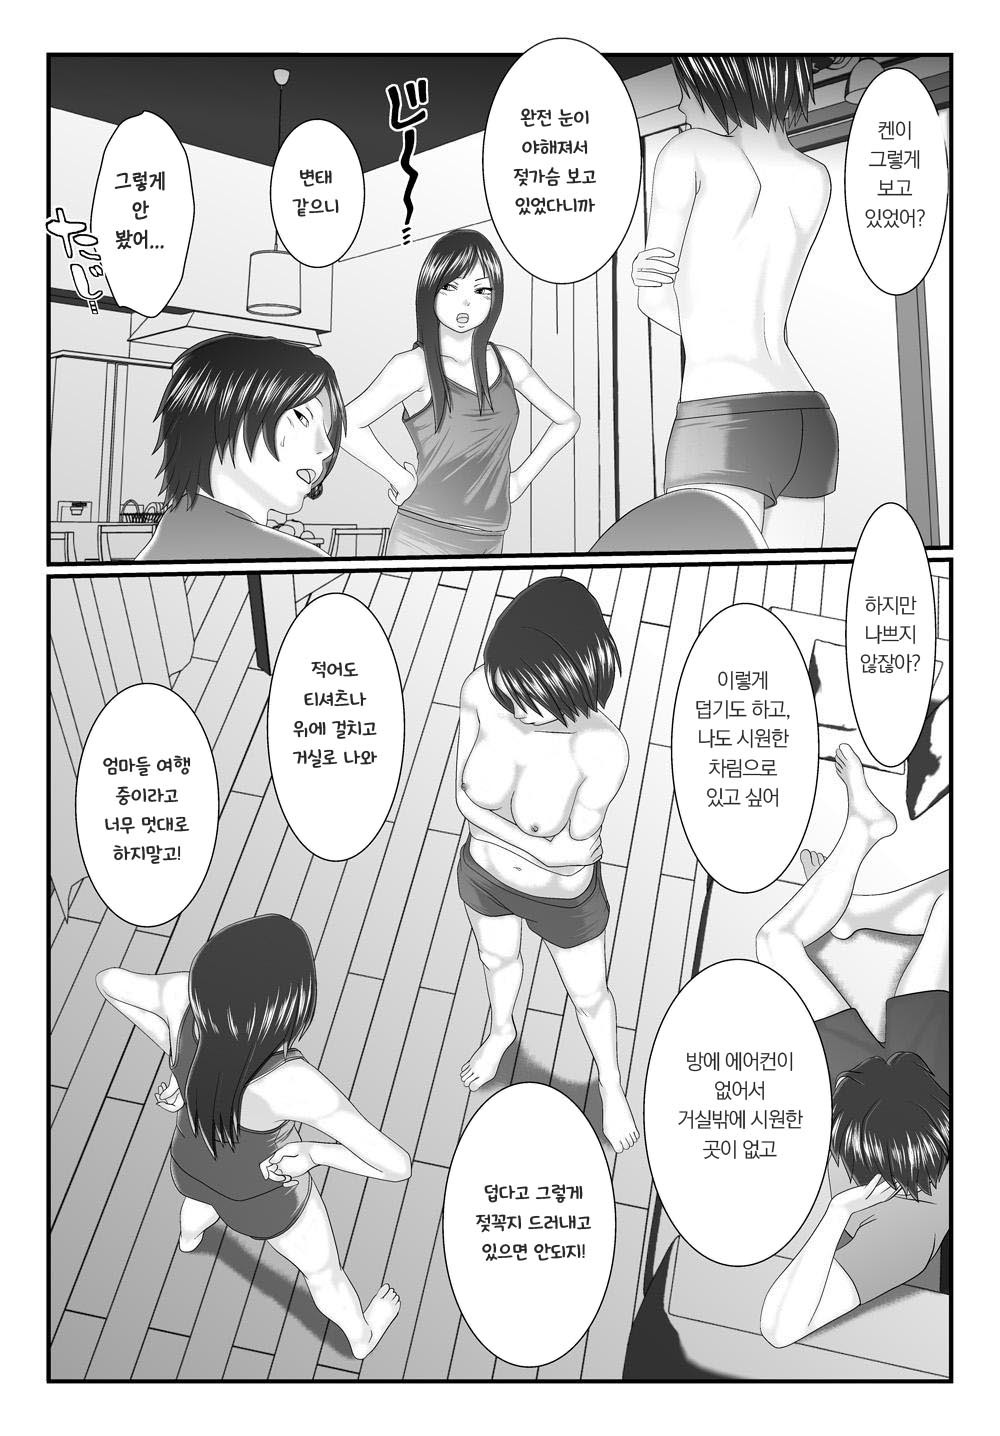 켄이
그렇게
보고
있었어?
완전 눈이
야해져서
젖가슴 보고
있었다니까
じーっ
변태
같으니
그렇게
안
봤어...
하지만
나쁘지
않잖아?
이렇게
덥기도 하고,
나도 시원한
차림으로
있고 싶어
적어도
티셔츠나
위에 걸치고
거실로 나와
엄마들 여행
중이라고
너무 멋대로
하지말고!
방에 에어컨이
없어서
거실밖에 시원한
곳이 없고
덥다고 그렇게
젖꼭지 드러내고
있으면 안되지!